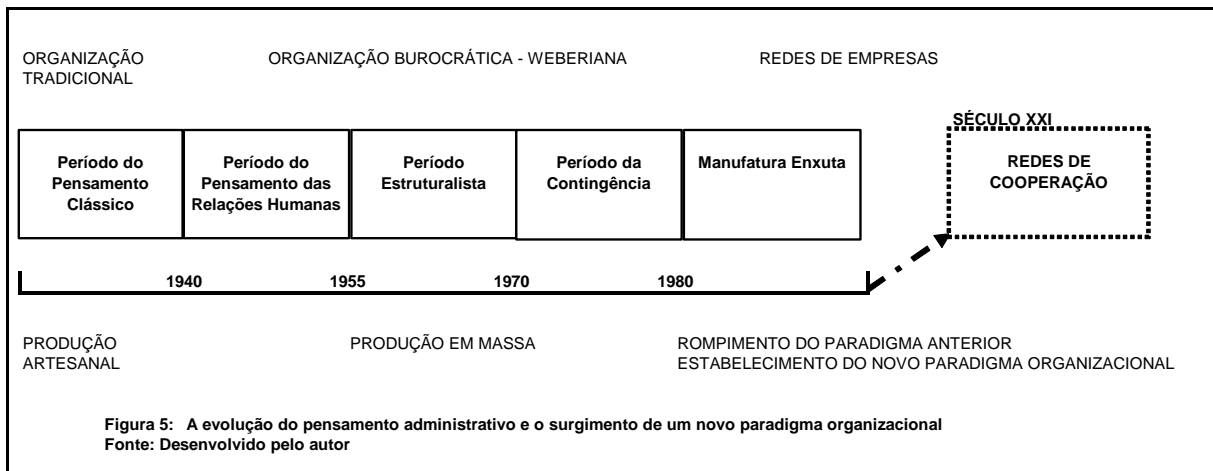 ORGANIZAÇÃO
TRADICIONAL
ORGANIZAÇÃO BUROCRÁTICA - WEBERIANA
REDES DE EMPRESAS
Período do
Pensamento
Clássico
Período do
Pensamento das
Relações Humanas
Período
Estruturalista
Período da
Contingência
Manufatura Enxuta
SÉCULO XXI
REDES DE
COOPERAÇÃO
1940 1955 1970 1980
PRODUÇÃO
ARTESANAL
PRODUÇÃO EM MASSA
ROMPIMENTO DO PARADIGMA ANTERIOR
ESTABELECIMENTO DO NOVO PARADIGMA ORGANIZACIONAL
Figura 5: A evolução do pensamento administrativo e o surgimento de um novo paradigma organizacional
Fonte: Desenvolvido pelo autor